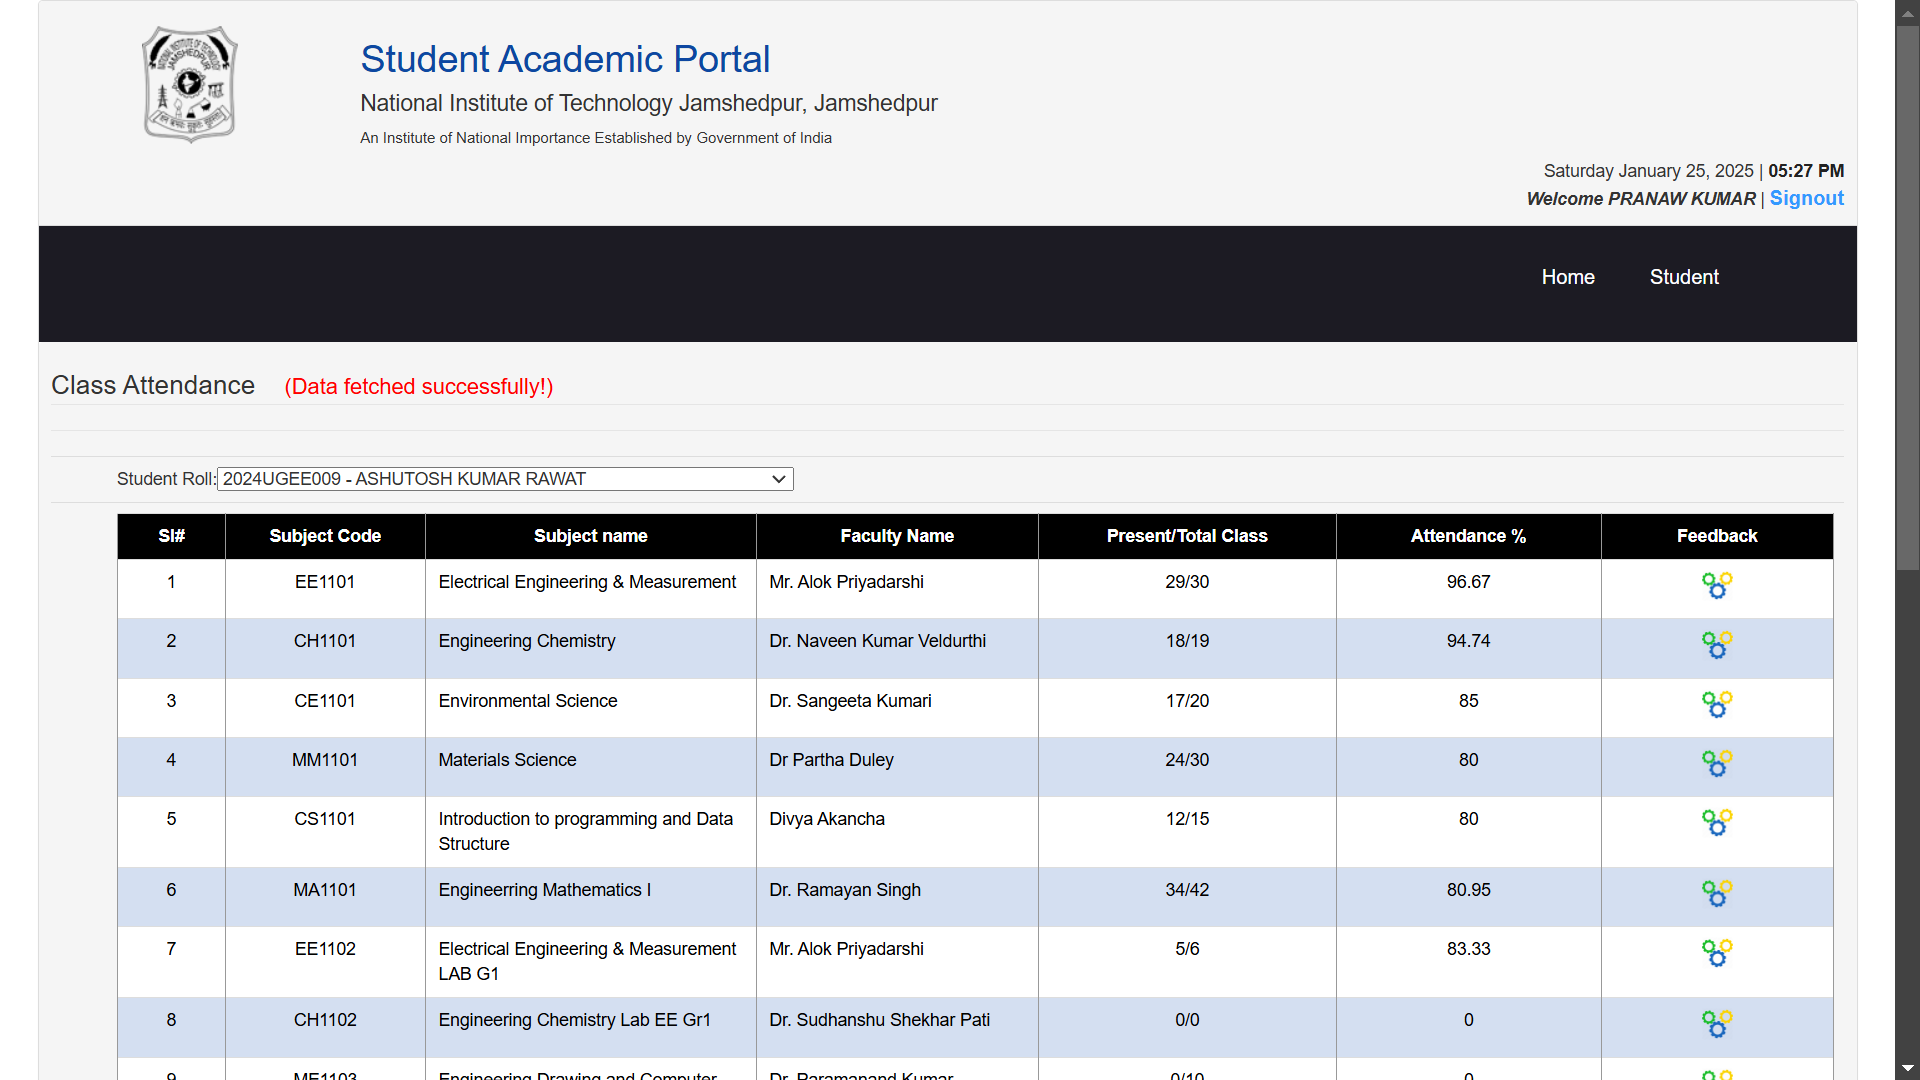 Student Academic Portal
National Institute of Technology Jamshedpur, Jamshedpur
An Institute of National Importance Established by Government of India
Saturday January 25, 2025 | 05:27 PM
Welcome PRANAW KUMAR | Signout
Home Student
Class Attendance (Data fetched successfully!)
Student Roll: 2024UGEE009 - ASHUTOSH KUMAR RAWAT
Sl# Subject Code Subject name Faculty Name Present/Total Class Attendance % Feedback
1 EE1101 Electrical Engineering & Measurement Mr. Alok Priyadarshi 29/30 96.67
2 CH1101 Engineering Chemistry Dr. Naveen Kumar Veldurthi 18/19 94.74
3 CE1101 Environmental Science Dr. Sangeeta Kumari 17/20 85
4 MM1101 Materials Science Dr Partha Duley 24/30 80
5 CS1101 Introduction to programming and Data Divya Akancha 12/15 80
Structure
6 MA1101 Engineerring Mathematics I Dr. Ramayan Singh 34/42 80.95
7 EE1102 Electrical Engineering & Measurement Mr. Alok Priyadarshi 5/6 83.33
LAB G1
8 CH1102 Engineering Chemistry Lab EE Gr1 Dr. Sudhanshu Shekhar Pati 0/0 0
9 ME1103 Engineering Drawing and Computer Dr. Paramanand Kumar 0/10 0